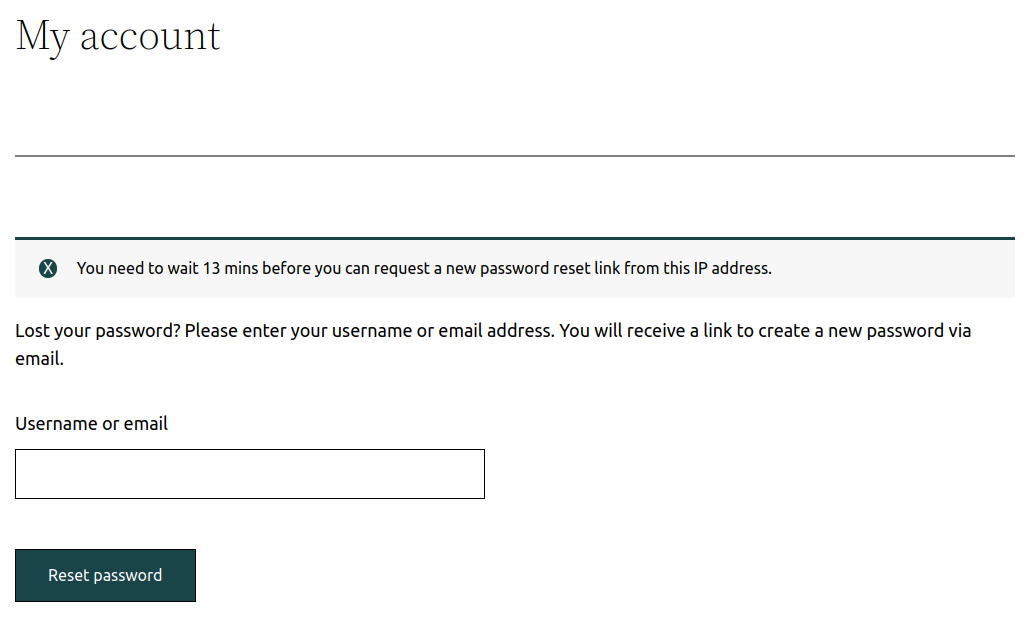 My account
X
You need to wait 13 mins before you can request a new password reset link from this IP address.
Lost your password? Please enter your username or email address. You will receive a link to create a new password via
email.
Username or email
Reset password